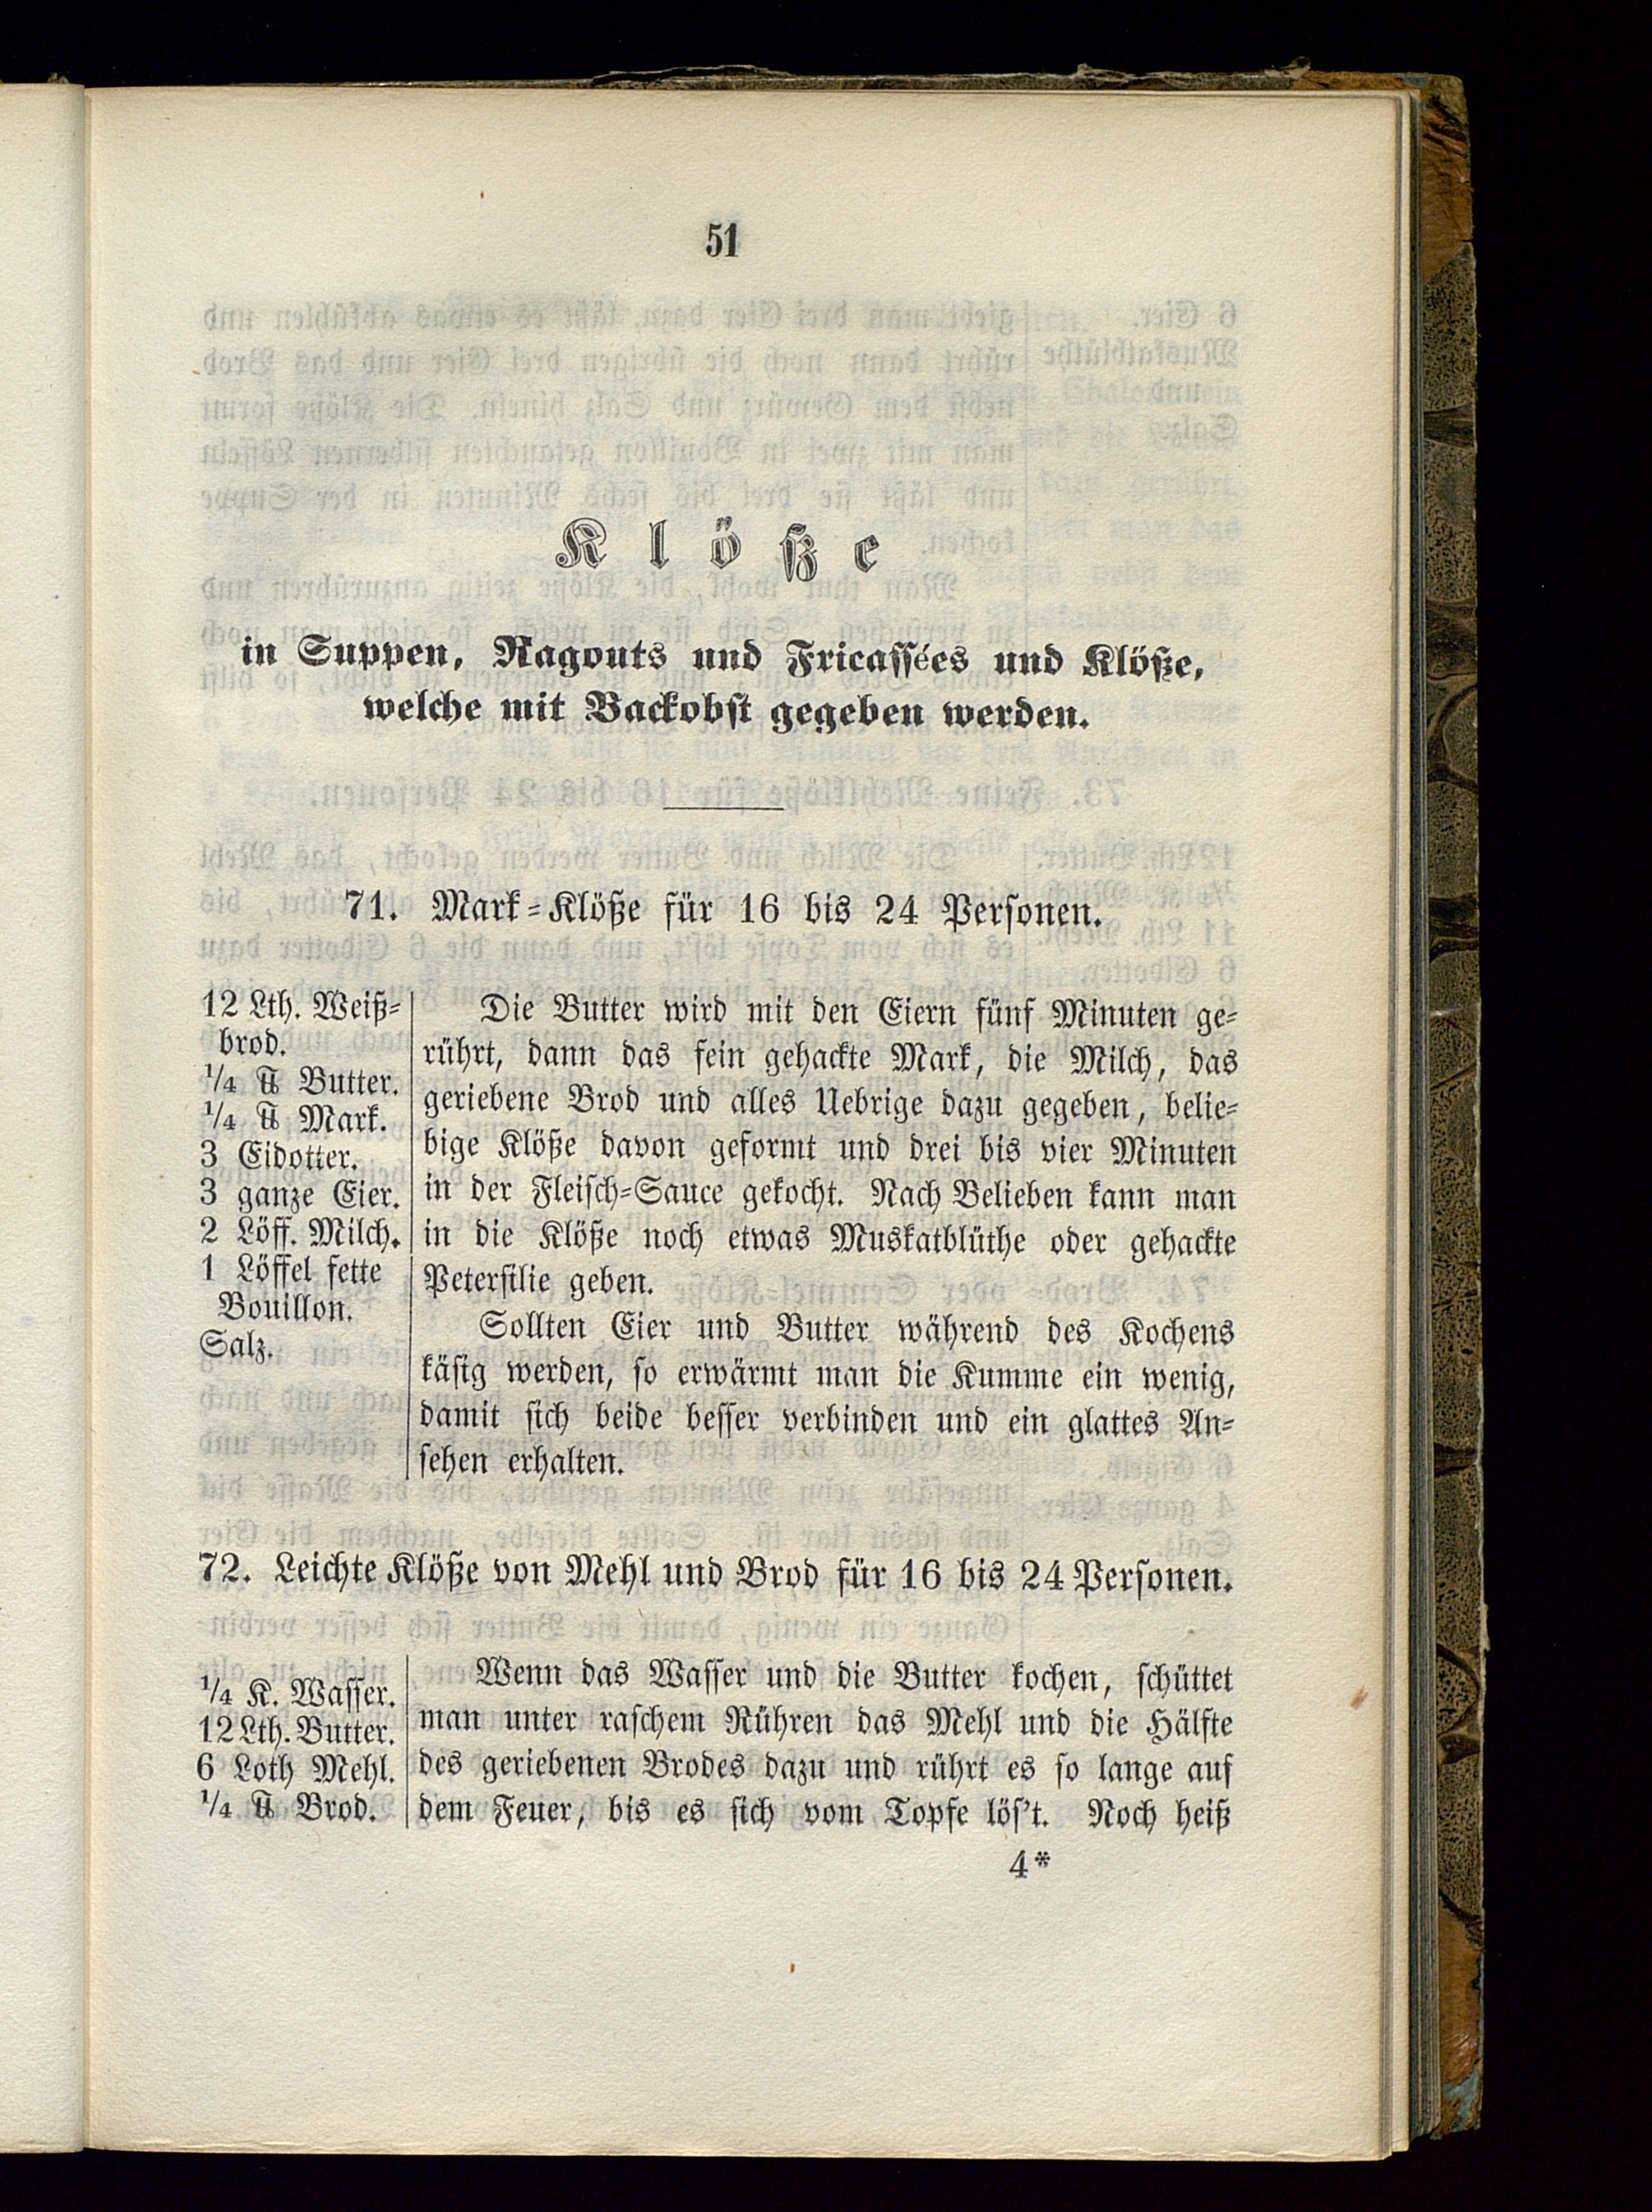 51
Klöße
in Suppen, Ragouts und Fricassées und Klöße,
welche mit Backobst gegeben werden.
71. Mark-Klöße für 16 bis 24 Personen.
12 Lth. Weiß-
brod.
1/4 ℔ Butter.
1/4 ℔ Mark.
3 Eidotter.
3 ganze Eier.
2 Löff. Milch.
1 Löffel fette
Bouillon.
Salz.
Die Butter wird mit den Eiern fünf Minuten ge-
rührt, dann das fein gehackte Mark, die Milch, das
geriebene Brod und alles Uebrige dazu gegeben, belie-
bige Klöße davon geformt und drei bis vier Minuten
in der Fleisch-Sauce gekocht. Nach Belieben kann man
in die Klöße noch etwas Muskatblüthe oder gehackte
Petersilie geben.
Sollten Eier und Butter während des Kochens
käsig werden, so erwärmt man die Kumme ein wenig,
damit sich beide besser verbinden und ein glattes An-
sehen erhalten.
72. Leichte Klöße von Mehl und Brod für 16 bis 24 Personen.
1/4 K. Wasser.
12 Lth. Butter.
6 Loth Mehl.
1/4 ℔ Brod.
Wenn das Wasser und die Butter kochen, schüttet
man unter raschem Rühren das Mehl und die Hälfte
des geriebenen Brodes dazu und rührt es so lange auf
dem Feuer, bis es sich vom Topfe lös't. Noch heiß
4*